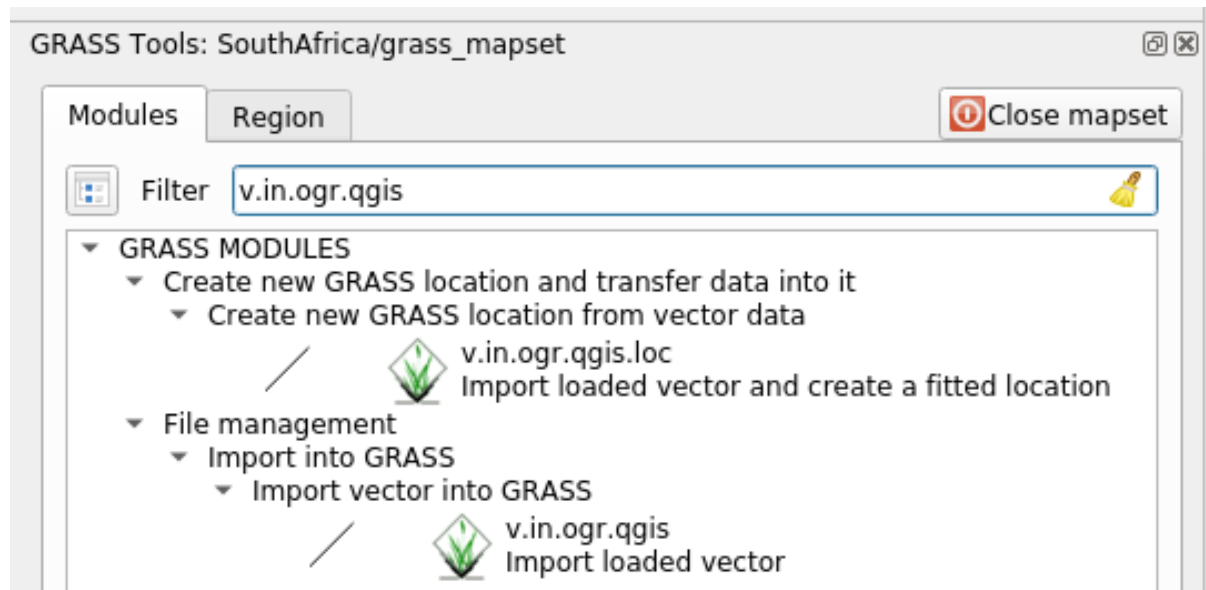 GRASS Tools: SouthAfrica/grass_mapset
Modules
Region
Close mapset
Filter
v.in.ogr.qgis
GRASS MODULES
Create new GRASS location and transfer data into it
Create new GRASS location from vector data
v.in.ogr.qgis.loc
Import loaded vector and create a fitted location
File management
Import into GRASS
Import vector into GRASS
v.in.ogr.qgis
Import loaded vector